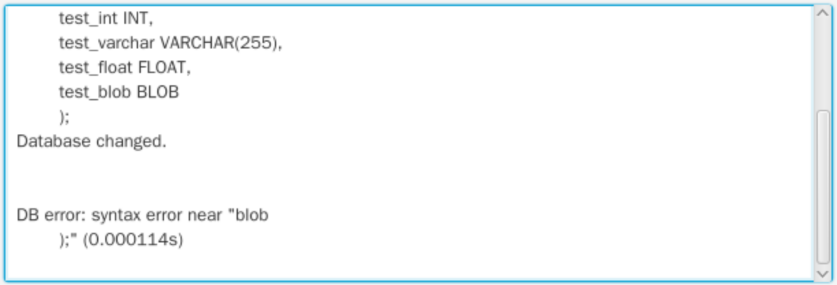 test_int INT,
test_varchar VARCHAR(255),
test_float FLOAT,
test_blob BLOB
);
Database changed.
DB error: syntax error near "blob
);" (0.000114s)